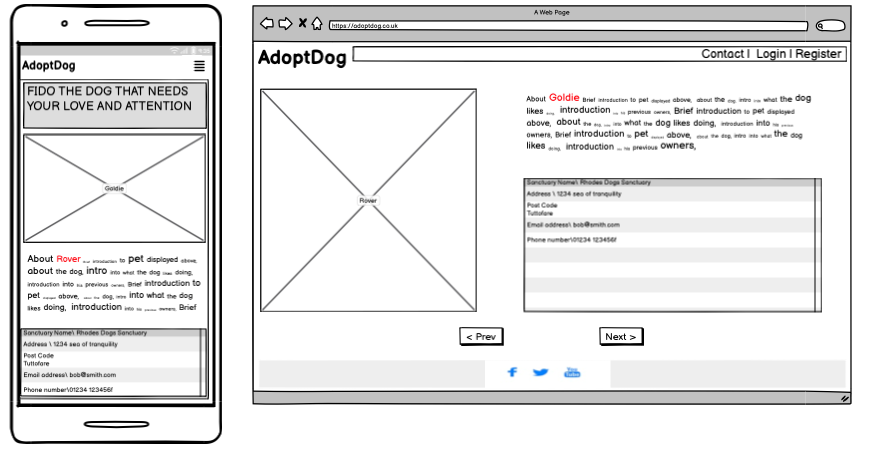 AdoptDog
FIDO THE DOG THAT NEEDS
YOUR LOVE AND ATTENTION
Goldie
About Rover introduction to pet displayed above,
about the dog, intro into what the dog likes doing,
introduction into his previous owners, Brief introduction to
pet displayed above, about the dog, intro into what the dog
likes doing, introduction into his previous owners, Brief
Sanctuary Name\ Rhodes Dogs Sanctuary
Address \ 1234 sea of tranquility
Post Code
Tuttofare
Email address\ bob@smith.com
Phone number\01234 123456f
A Web Page
https://adoptdog.co.uk
AdoptDog
Contact | Login | Register
Rover
About Goldie Brief introduction to pet displayed above, about the dog, intro into what the dog
likes doing, introduction into his previous owners, Brief introduction to pet displayed
above, about the dog, into what the dog likes doing, introduction into his previous
owners, Brief introduction to pet above, about the dog, intro into what the dog
likes doing, introduction into his previous owners,
Sanctuary Name\ Rhodes Dogs Sanctuary
Address \ 1234 sea of tranquility
Post Code
Tuttofare
Email address\ bob@smith.com
Phone number\01234 123456f
< Prev
Next >
You
Tube